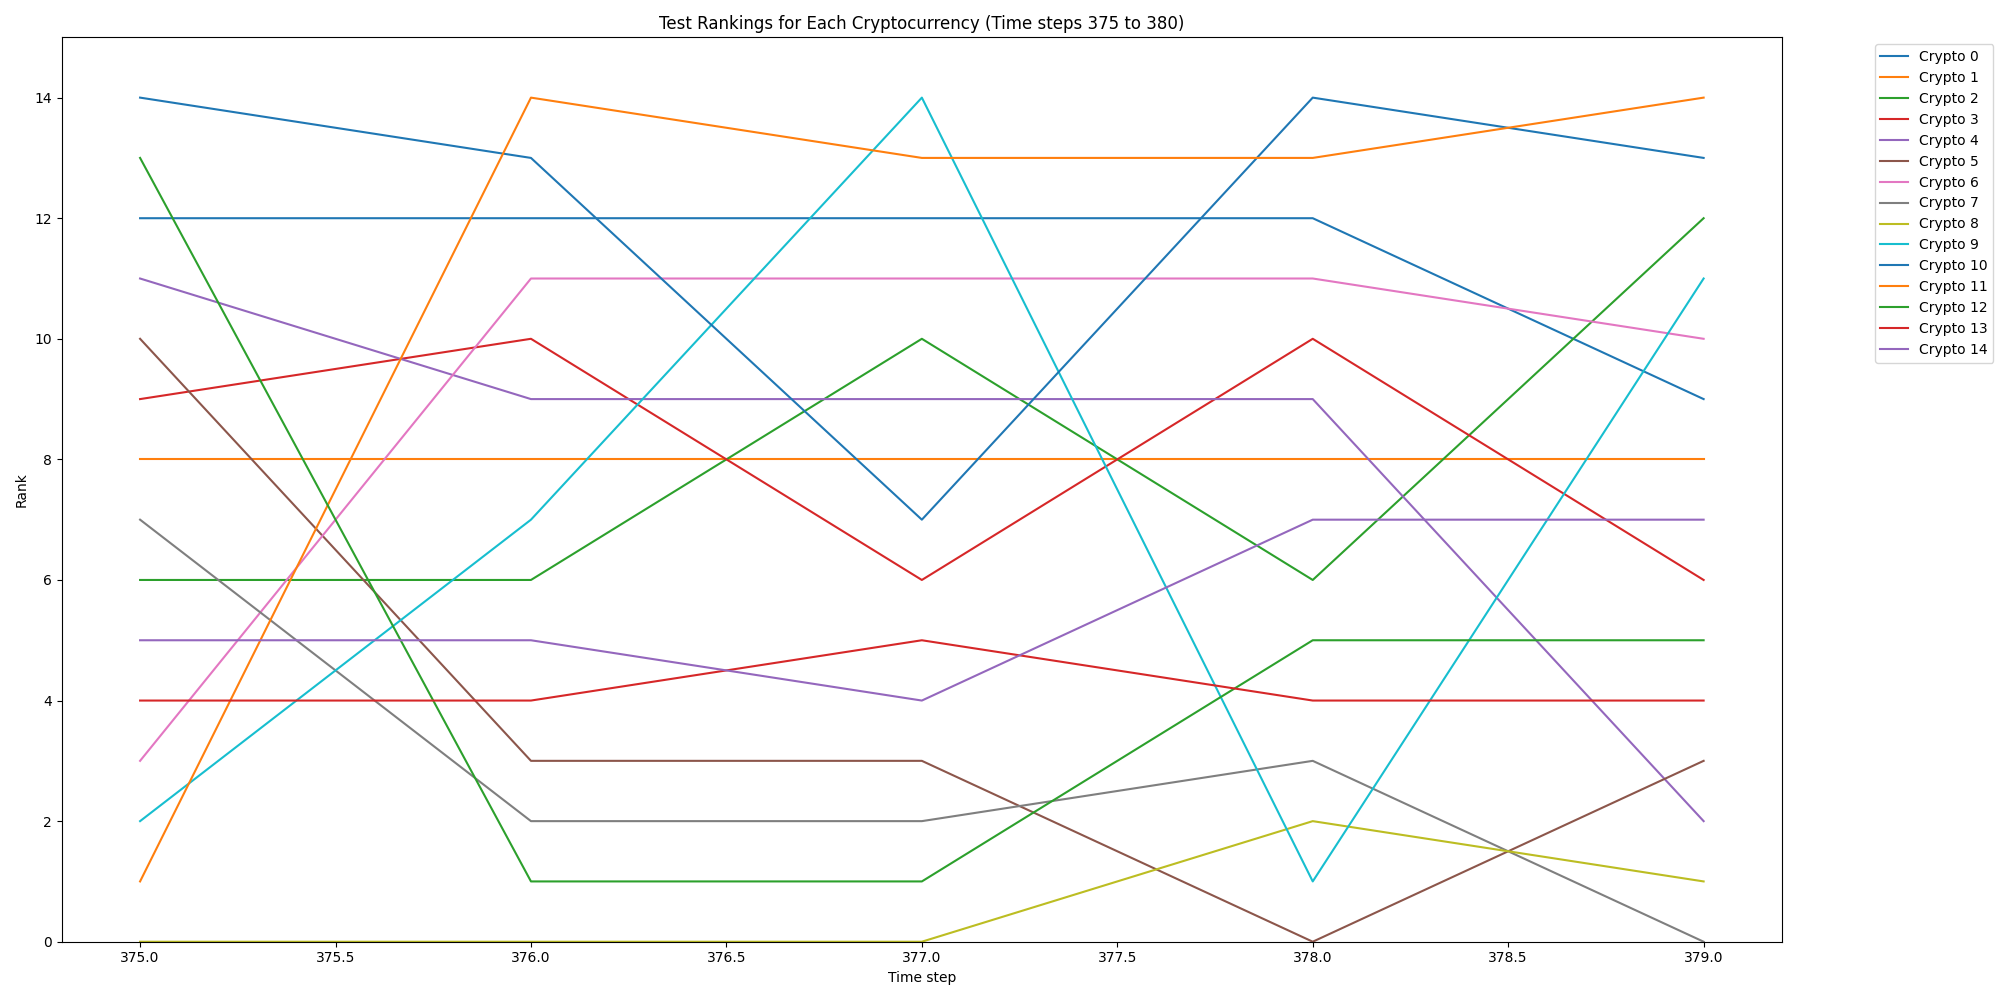 Test Rankings for Each Cryptocurrency (Time steps 375 to 380)
Rank
14
12
10
8
6
4
2
0
375.0 375.5 376.0 376.5 377.0 377.5 378.0 378.5 379.0
Time step
Crypto 0
Crypto 1
Crypto 2
Crypto 3
Crypto 4
Crypto 5
Crypto 6
Crypto 7
Crypto 8
Crypto 9
Crypto 10
Crypto 11
Crypto 12
Crypto 13
Crypto 14